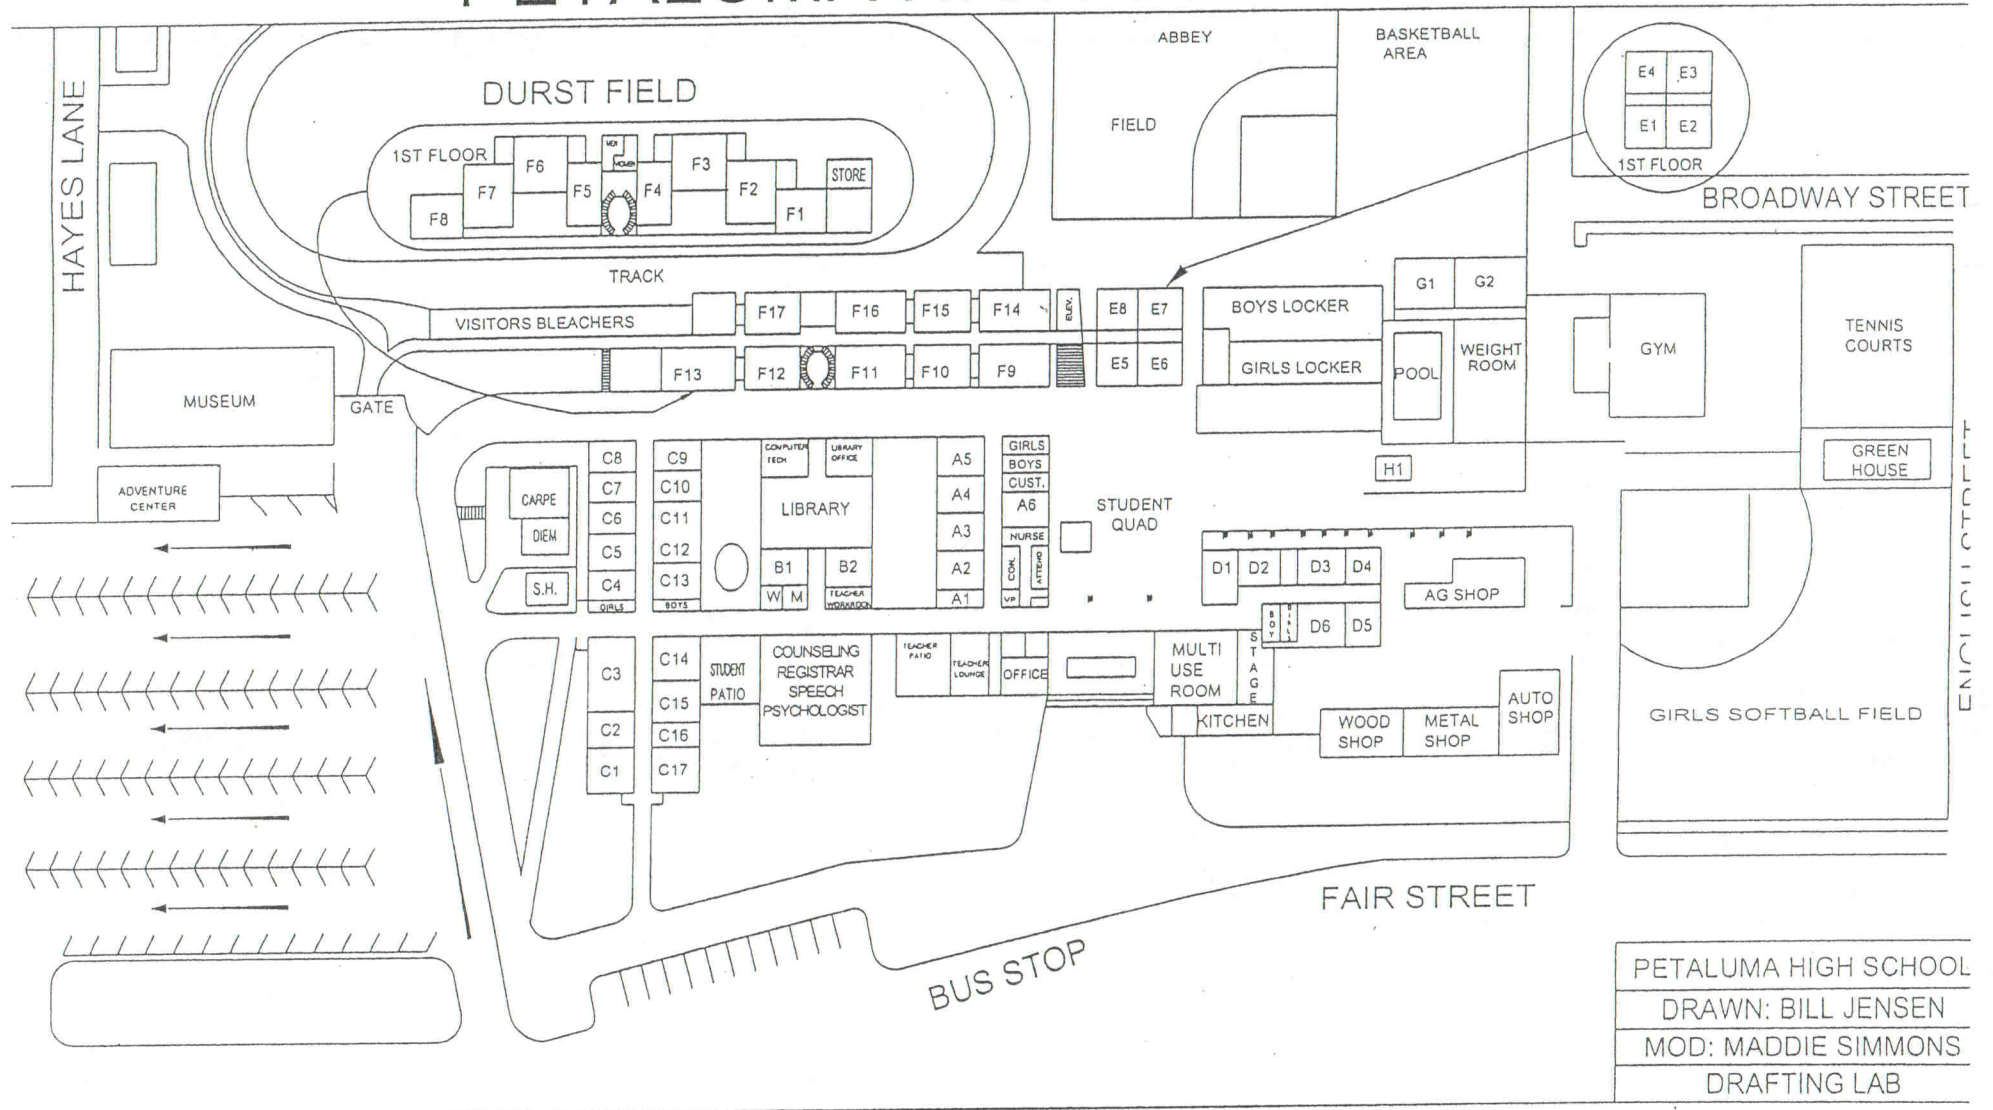 ABBEY
FIELD
BASKETBALL
AREA
E4
E3
E1
E2
1ST FLOOR
HAYES LANE
DURST FIELD
1ST FLOOR
F8
F7
F6
F5
MEN
WOMEN
F4
F3
F2
F1
STORE
BROADWAY STREET
TRACK
VISITORS BLEACHERS
F17
F16
F15
F14
ELEV.
E8
E7
BOYS LOCKER
G1
G2
F13
F12
F11
F10
F9
E5
E6
GIRLS LOCKER
POOL
WEIGHT
ROOM
GYM
TENNIS
COURTS
MUSEUM
GATE
ADVENTURE
CENTER
CARPE
DIEM
S.H.
C8
C7
C6
C5
C4
GIRLS
C9
C10
C11
C12
C13
BOYS
COMPUTER
TECH
LIBRARY
OFFICE
LIBRARY
B1
B2
W
M
TEACHER
WORKROOM
A5
A4
A3
A2
A1
GIRLS
BOYS
CUST.
A6
NURSE
CON.
ATTEND
VP
STUDENT
QUAD
H1
GREEN
HOUSE
ENGLISH STREET
D1
D2
D3
D4
AG SHOP
BOY
GIRLS
D6
D5
C3
C2
C1
C14
C15
C16
C17
STUDENT
PATIO
COUNSELING
REGISTRAR
SPEECH
PSYCHOLOGIST
TEACHER
PATIO
TEACHER
LOUNGE
OFFICE
MULTI
USE
ROOM
STAGE
KITCHEN
WOOD
SHOP
METAL
SHOP
AUTO
SHOP
GIRLS SOFTBALL FIELD
FAIR STREET
BUS STOP
PETALUMA HIGH SCHOOL
DRAWN: BILL JENSEN
MOD: MADDIE SIMMONS
DRAFTING LAB